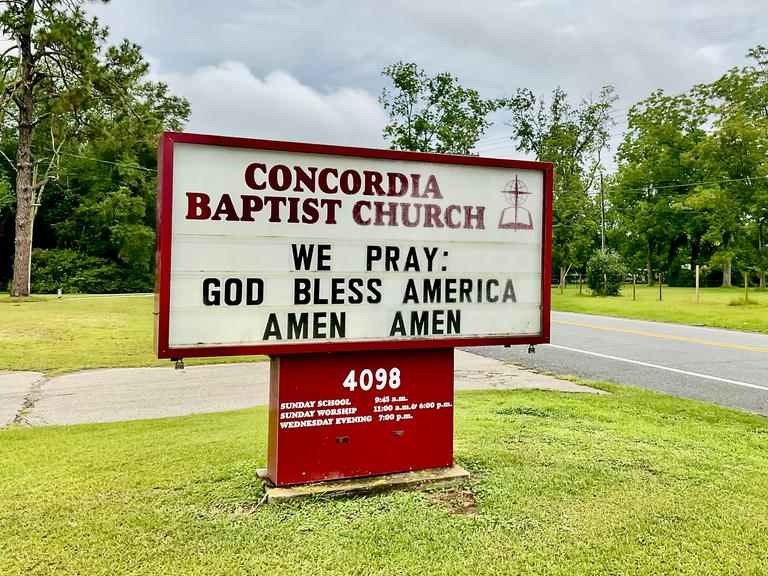 CONCORDIA
BAPTIST CHURCH
WE PRAY:
GOD BLESS AMERICA
AMEN AMEN
4098
SUNDAY SCHOOL 9:45 a.m.
SUNDAY WORSHIP 11:00 a.m.& 6:00 p.m.
WEDNESDAY EVENING 7:00 p.m.